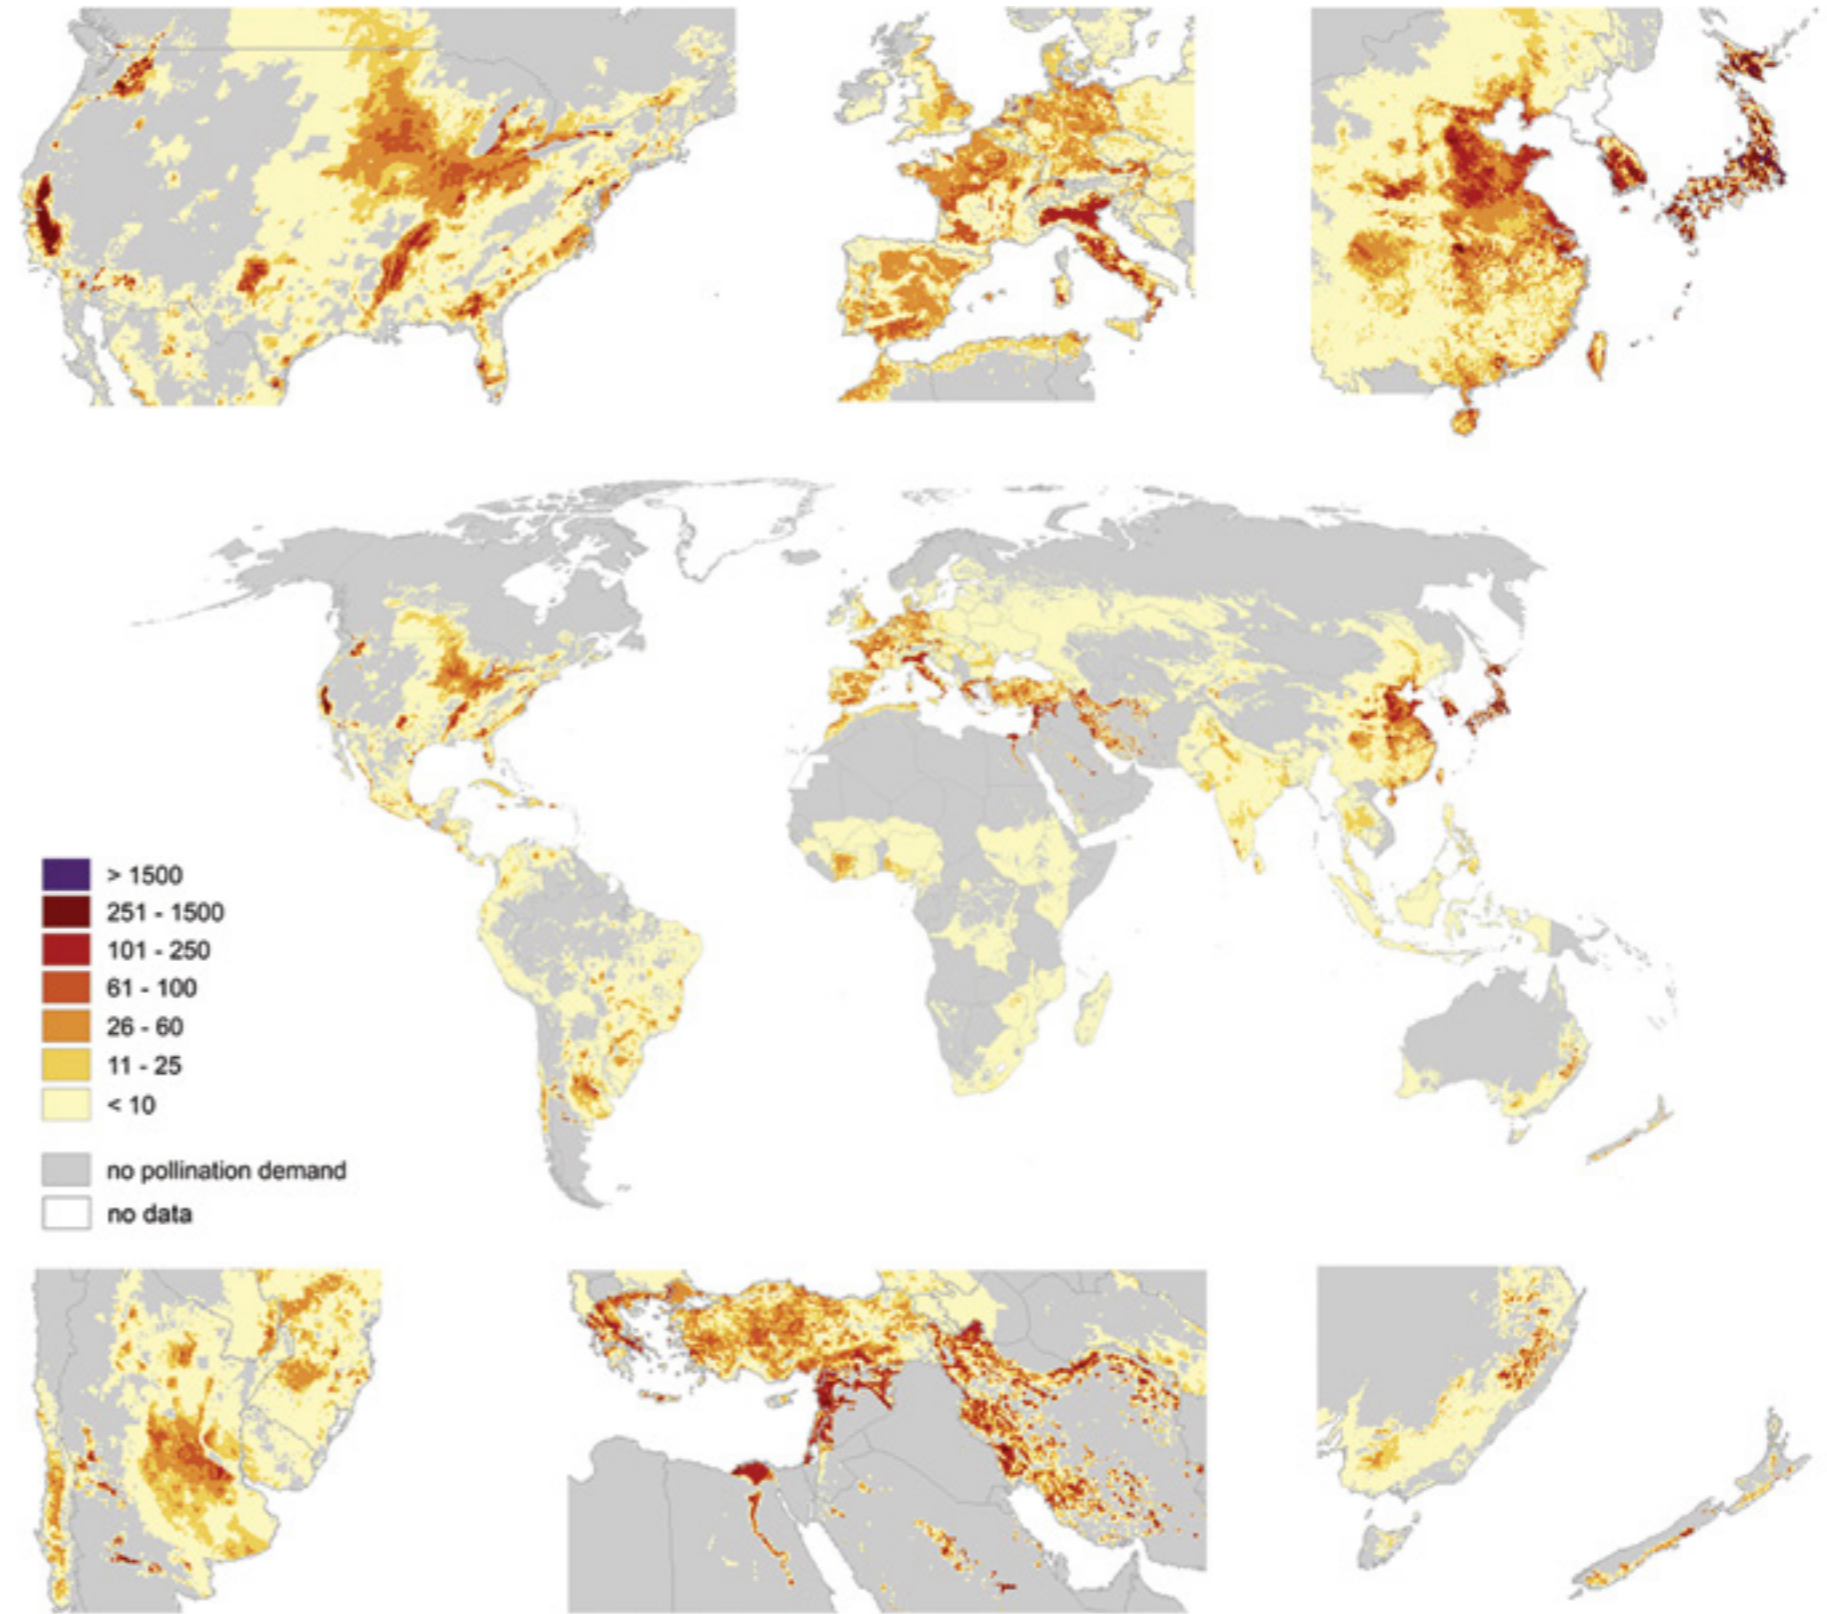 > 1500
251 - 1500
101 - 250
61 - 100
26 - 60
11 - 25
< 10
no pollination demand
no data